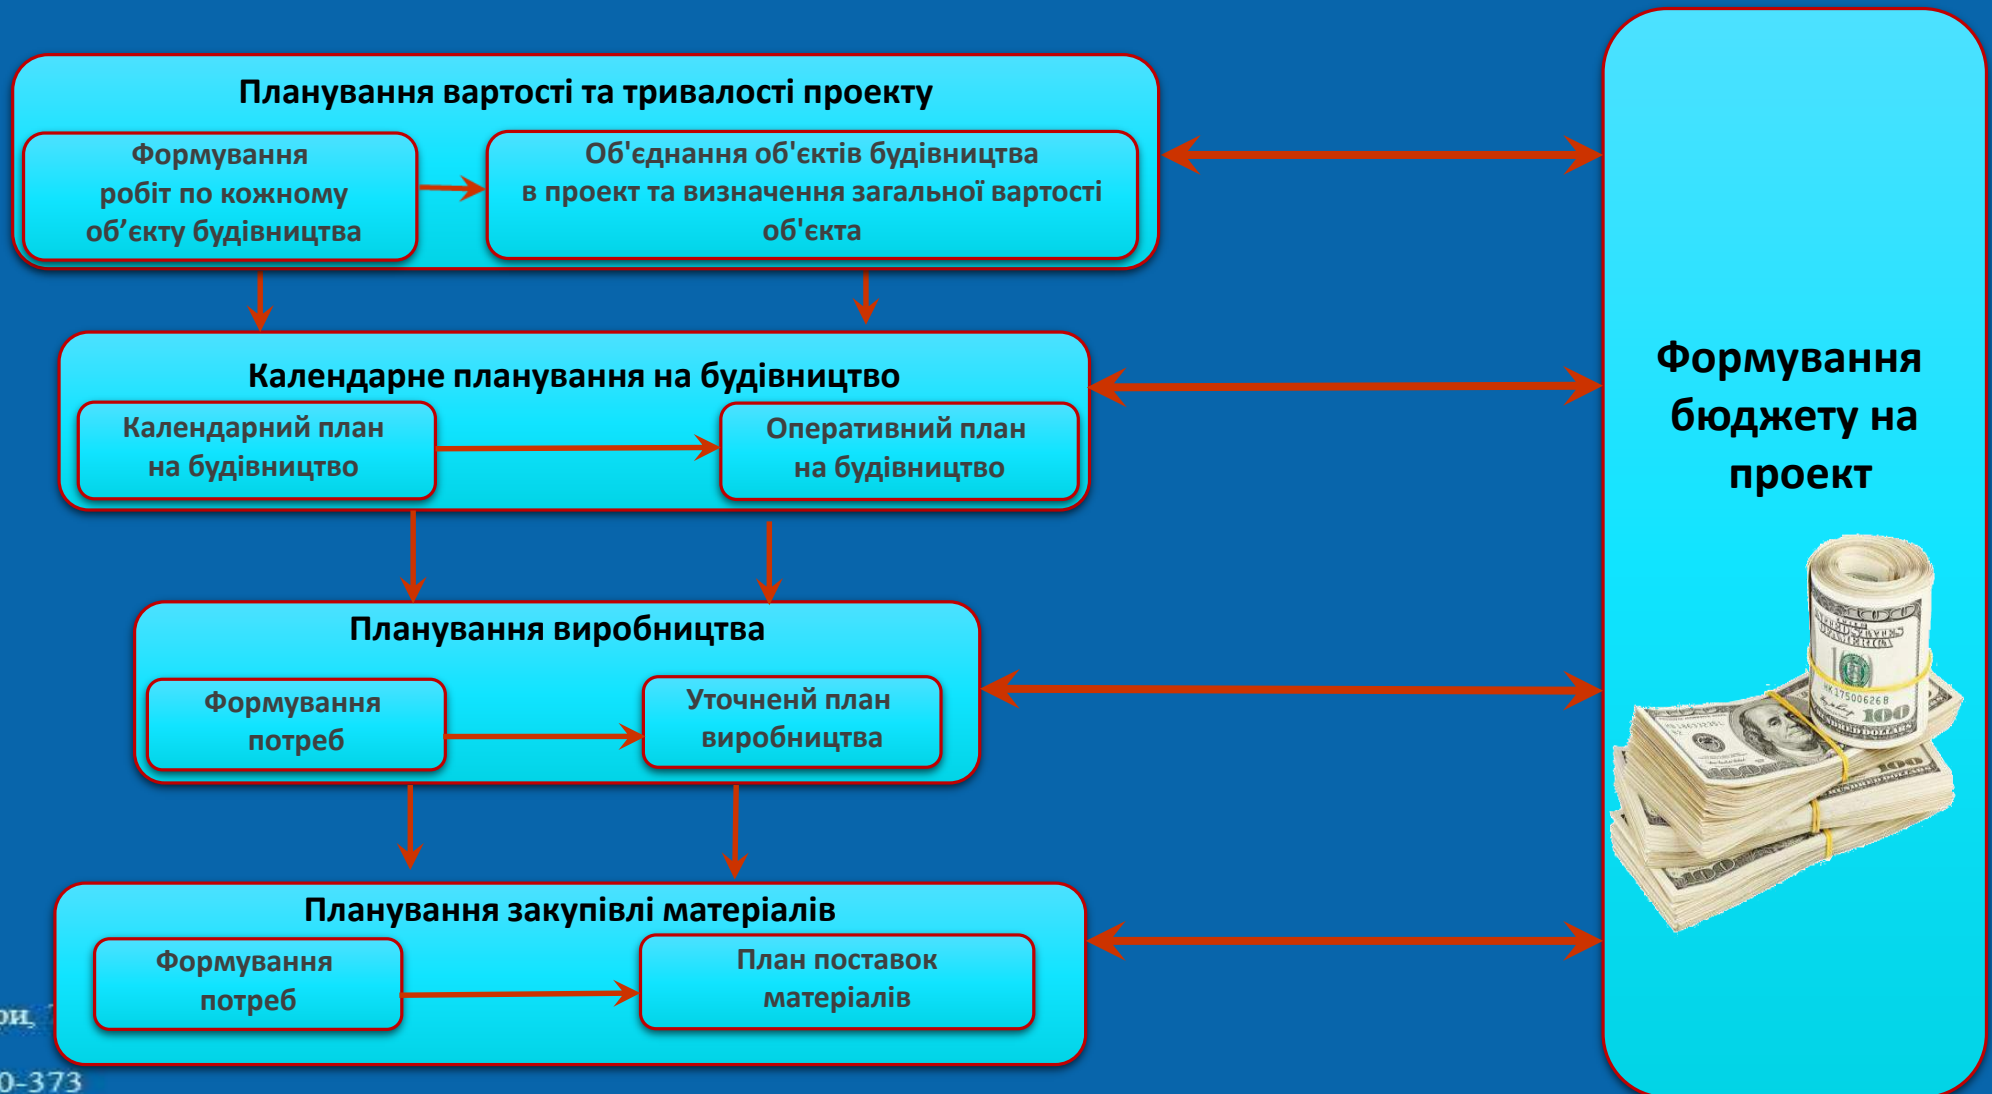 Планування вартості та тривалості проекту
Формування
робіт по кожному
об’єкту будівництва
Об'єднання об'єктів будівництва
в проект та визначення загальної вартості
об'єкта
Календарне планування на будівництво
Календарний план
на будівництво
Оперативний план
на будівництво
Планування виробництва
Формування
потреб
Уточненй план
виробництва
Планування закупівлі матеріалів
Формування
потреб
План поставок
матеріалів
Формування
бюджету на
проект
0-373